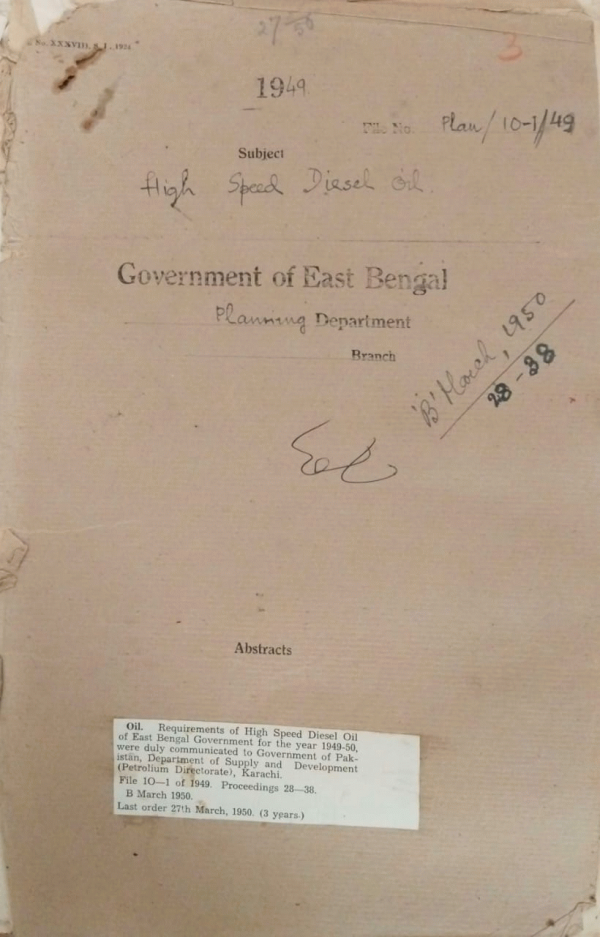 27-50
3
1949
File No. Plan/10-1/49
Subject
High Speed Diesel Oil.
Government of East Bengal
Planning Department
Branch
'B' March, 1950
28-38
Abstracts
Oil. Requirements of High Speed Diesel Oil
of East Bengal Government for the year 1949-50,
were duly communicated to Government of Pak-
istan, Department of Supply and Development
(Petrolium Directorate), Karachi.
File 10—1 of 1949. Proceedings 28—38.
B March 1950.
Last order 27th March, 1950. (3 years.)